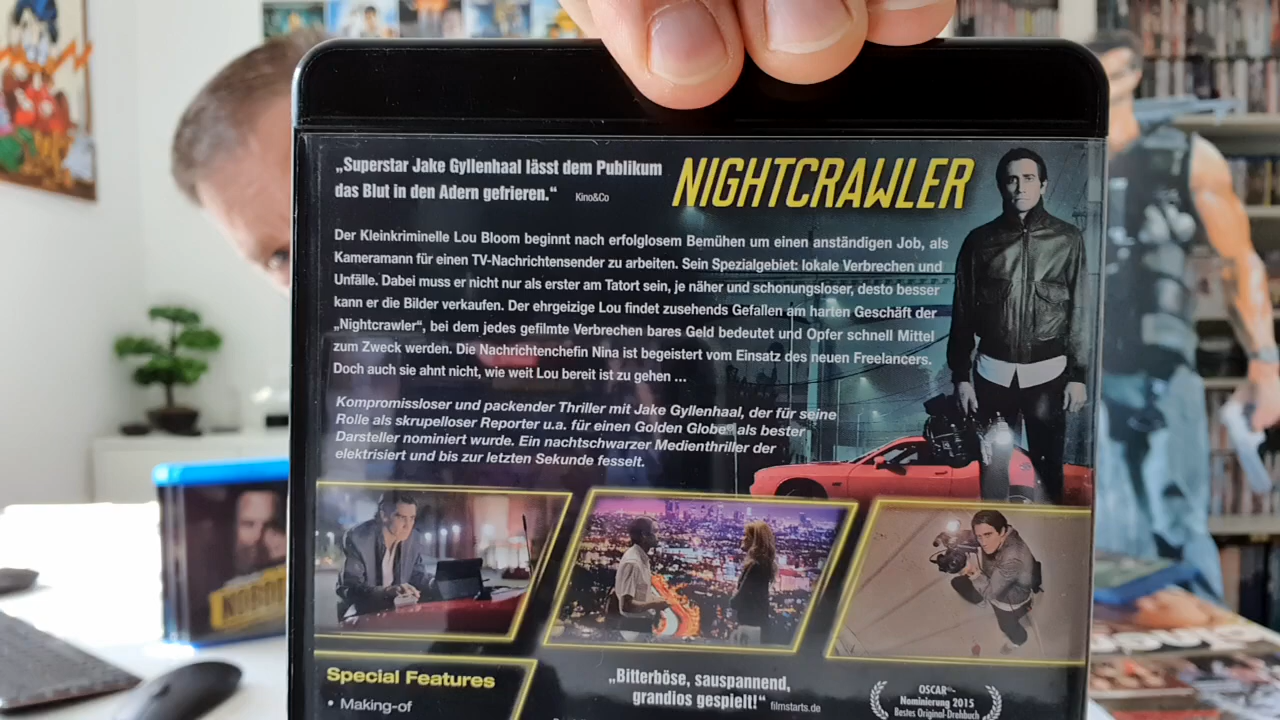 „Superstar Jake Gyllenhaal lässt dem Publikum
das Blut in den Adern gefrieren.“ Kino&Co
NIGHTCRAWLER
Der Kleinkriminelle Lou Bloom beginnt nach erfolglosem Bemühen um einen anständigen Job, als
Kameramann für einen TV-Nachrichtensender zu arbeiten. Sein Spezialgebiet: lokale Verbrechen und
Unfälle. Dabei muss er nicht nur als erster am Tatort sein, je näher und schonungsloser, desto besser
kann er die Bilder verkaufen. Der ehrgeizige Lou findet zusehends Gefallen am harten Geschäft der
„Nightcrawler“, bei dem jedes gefilmte Verbrechen bares Geld bedeutet und Opfer schnell Mittel
zum Zweck werden. Die Nachrichtenchefin Nina ist begeistert vom Einsatz des neuen Freelancers.
Doch auch sie ahnt nicht, wie weit Lou bereit ist zu gehen ...
Kompromissloser und packender Thriller mit Jake Gyllenhaal, der für seine
Rolle als skrupelloser Reporter u.a. für einen Golden Globe® als bester
Darsteller nominiert wurde. Ein nachtschwarzer Medienthriller der
elektrisiert und bis zur letzten Sekunde fesselt.
Special Features
• Making-of
„Bitterböse, sauspannend,
grandios gespielt!“ filmstarts.de
OSCAR®-
Nominierung 2015
Bestes Original-Drehbuch